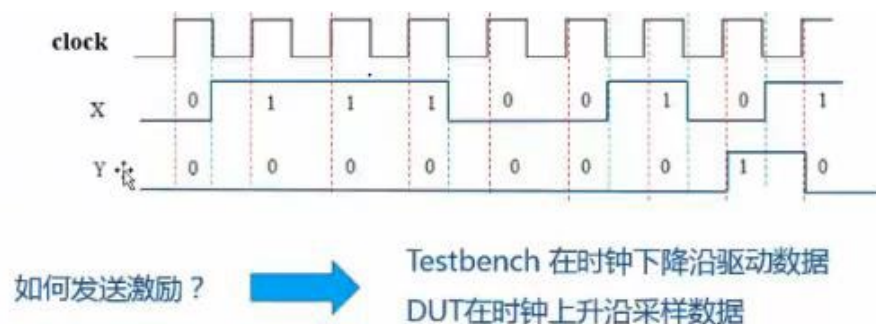 clock
X 0 1 1 1 0 0 1 0 1
Y 0 0 0 0 0 0 0 1 0
如何发送激励？
Testbench 在时钟下降沿驱动数据
DUT在时钟上升沿采样数据